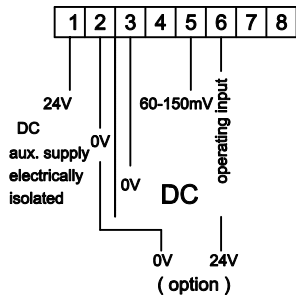 1 2 3 4 5 6 7 8
24V
60-150mV
operating input
DC
aux. supply
electrically
isolated
0V
0V
DC
0V
24V
( option )